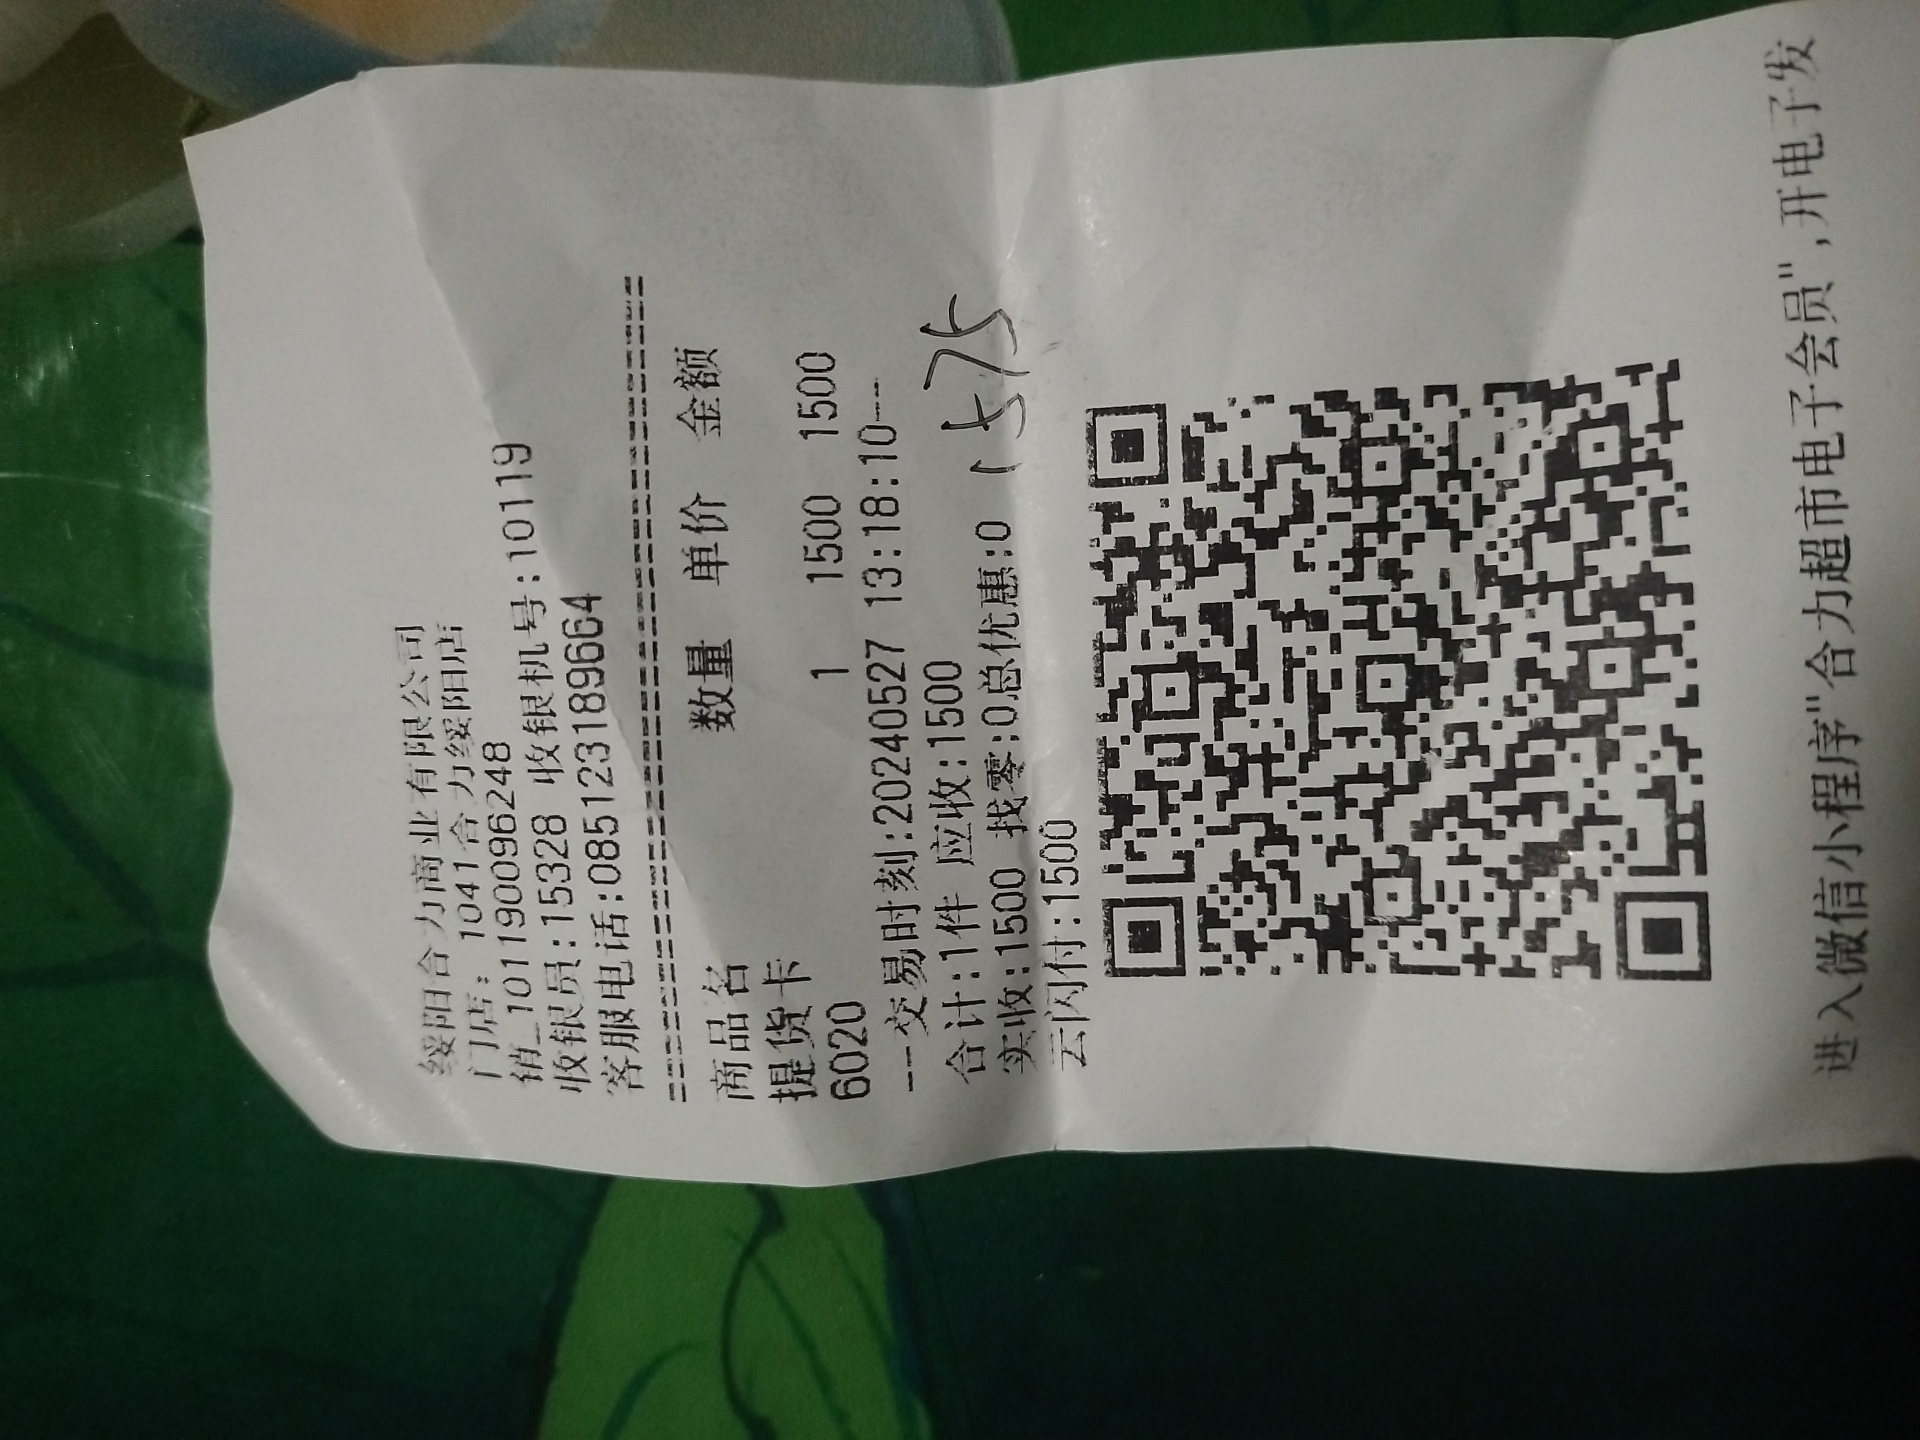 绥阳合力商业有限公司
门店: 1041合力绥阳店
销_101190096248
收银员:15328 收银机号:10119
客服电话:085123189664
==============================
商品名 数量 单价 金额
提货卡
6020 1 1500 1500
--交易时刻:20240527 13:18:10--
合计:1件 应收:1500
实收:1500 找零:0总优惠:0
1575
云闪付:1500
进入微信小程序"合力超市电子会员",开电子发